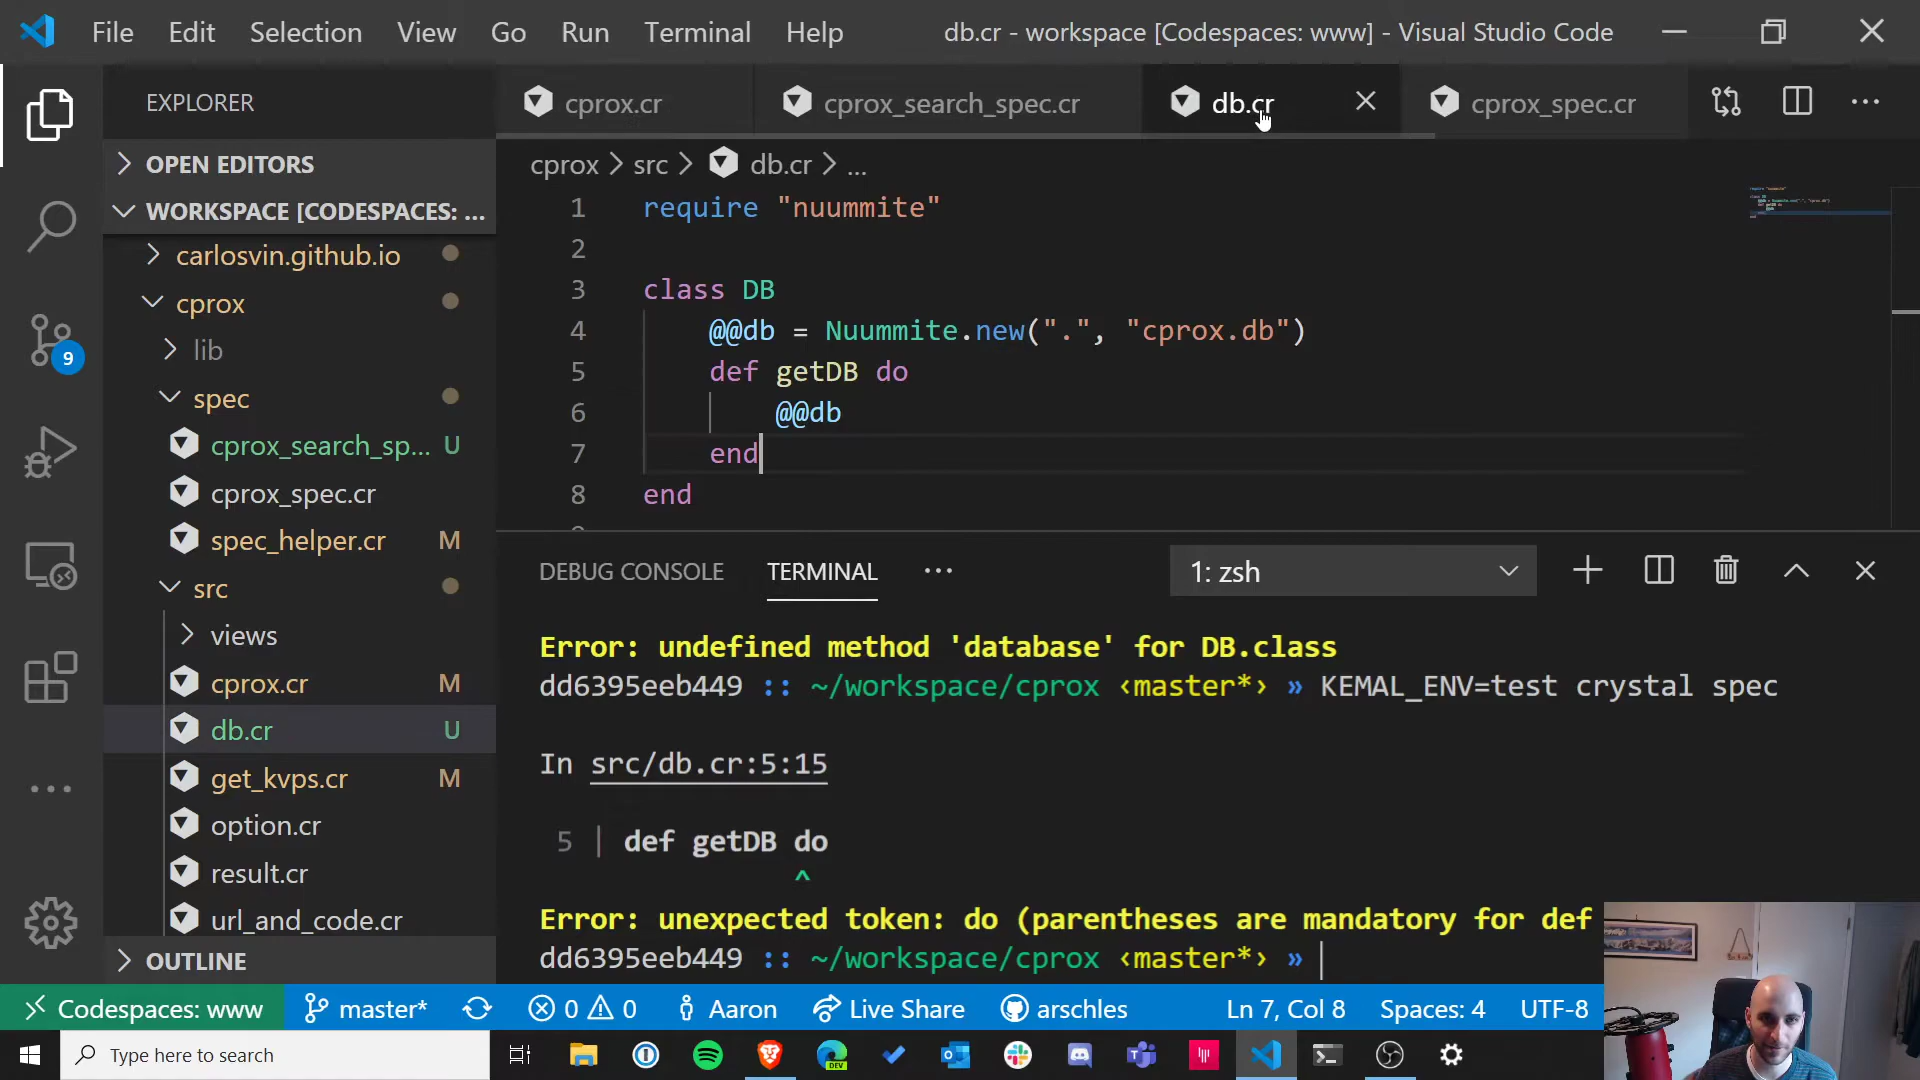 File Edit Selection View Go Run Terminal Help db.cr - workspace [Codespaces: www] - Visual Studio Code
EXPLORER
OPEN EDITORS
WORKSPACE [CODESPACES: ...
carlosvin.github.io
cprox
lib
spec
cprox_search_sp... U
cprox_spec.cr
spec_helper.cr M
src
views
cprox.cr M
db.cr U
get_kvps.cr M
option.cr
result.cr
url_and_code.cr
OUTLINE
9
cprox.cr cprox_search_spec.cr db.cr cprox_spec.cr
cprox > src > db.cr > ...
1 require "nuummite"
2
3 class DB
4 @@db = Nuummite.new(".", "cprox.db")
5 def getDB do
6 @@db
7 end
8 end
DEBUG CONSOLE TERMINAL ... 1: zsh
Error: undefined method 'database' for DB.class
dd6395eeb449 :: ~/workspace/cprox ‹master*› » KEMAL_ENV=test crystal spec
In src/db.cr:5:15
5 | def getDB do
^
Error: unexpected token: do (parentheses are mandatory for def
dd6395eeb449 :: ~/workspace/cprox ‹master*› »
Codespaces: www master* 0 0 Aaron Live Share arschles Ln 7, Col 8 Spaces: 4 UTF-8
Type here to search
DEV